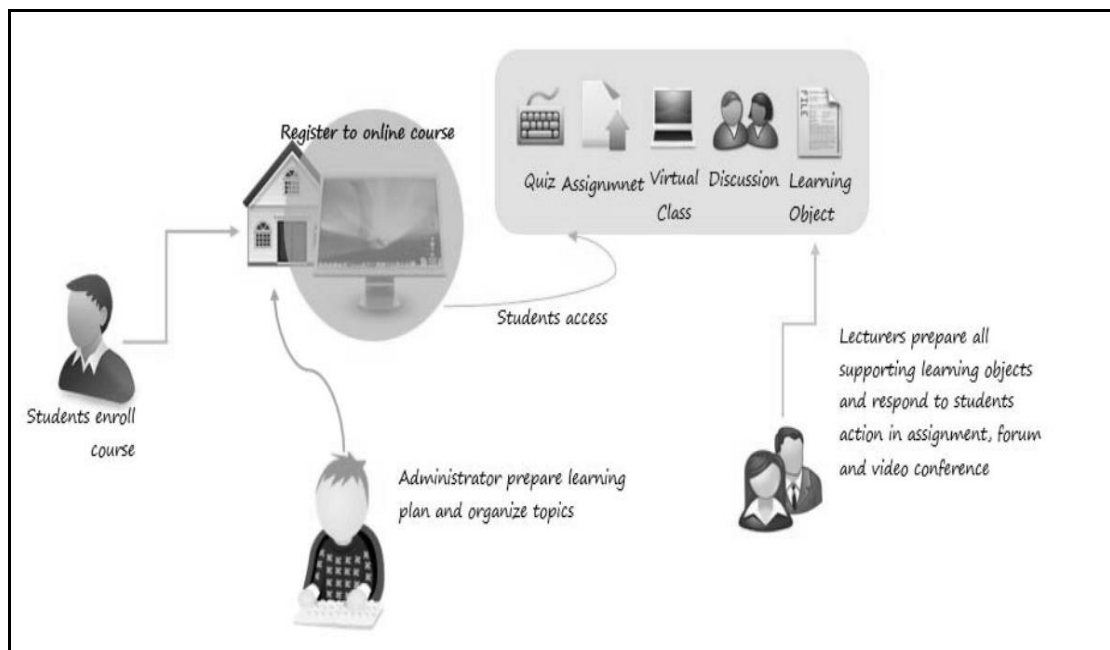 Register to online course
Quiz
Assignmnet
Virtual
Class
Discussion
Learning
Object
FILE
Students access
Students enroll
course
Administrator prepare learning
plan and organize topics
Lecturers prepare all
supporting learning objects
and respond to students
action in assignment, forum
and video conference